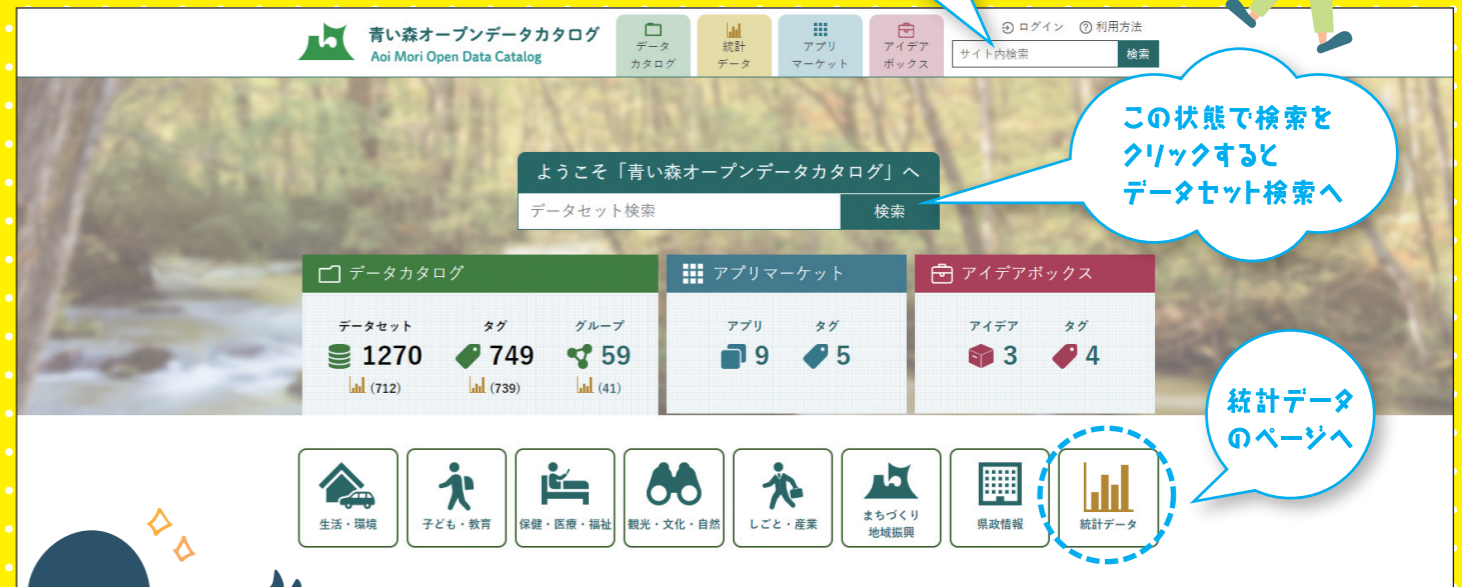 青い森オープンデータカタログ
Aoi Mori Open Data Catalog
データ
カタログ
統計
データ
アプリ
マーケット
アイデア
ボックス
ログイン
利用方法
サイト内検索
検索
この状態で検索を
クリックすると
データセット検索へ
ようこそ「青い森オープンデータカタログ」へ
データセット検索
検索
データカタログ
データセット
タグ
グループ
1270
749
59
(712)
(739)
(41)
アプリマーケット
アプリ
タグ
9
5
アイデアボックス
アイデア
タグ
3
4
統計データ
のページへ
生活・環境
子ども・教育
保健・医療・福祉
観光・文化・自然
しごと・産業
まちづくり
地域振興
県政情報
統計データ